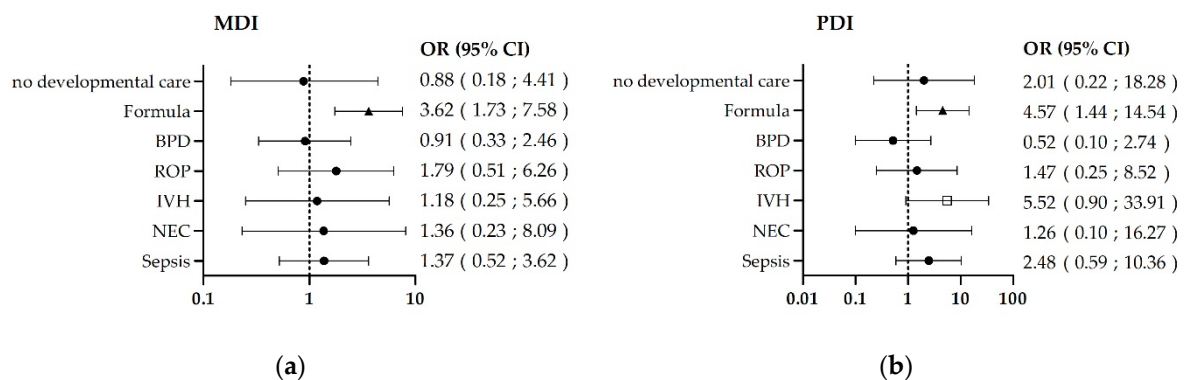 MDI
OR (95% CI)
no developmental care 0.88 ( 0.18 ; 4.41 )
Formula 3.62 ( 1.73 ; 7.58 )
BPD 0.91 ( 0.33 ; 2.46 )
ROP 1.79 ( 0.51 ; 6.26 )
IVH 1.18 ( 0.25 ; 5.66 )
NEC 1.36 ( 0.23 ; 8.09 )
Sepsis 1.37 ( 0.52 ; 3.62 )
0.1 1 10
(a)
PDI
OR (95% CI)
no developmental care 2.01 ( 0.22 ; 18.28 )
Formula 4.57 ( 1.44 ; 14.54 )
BPD 0.52 ( 0.10 ; 2.74 )
ROP 1.47 ( 0.25 ; 8.52 )
IVH 5.52 ( 0.90 ; 33.91 )
NEC 1.26 ( 0.10 ; 16.27 )
Sepsis 2.48 ( 0.59 ; 10.36 )
0.01 0.1 1 10 100
(b)